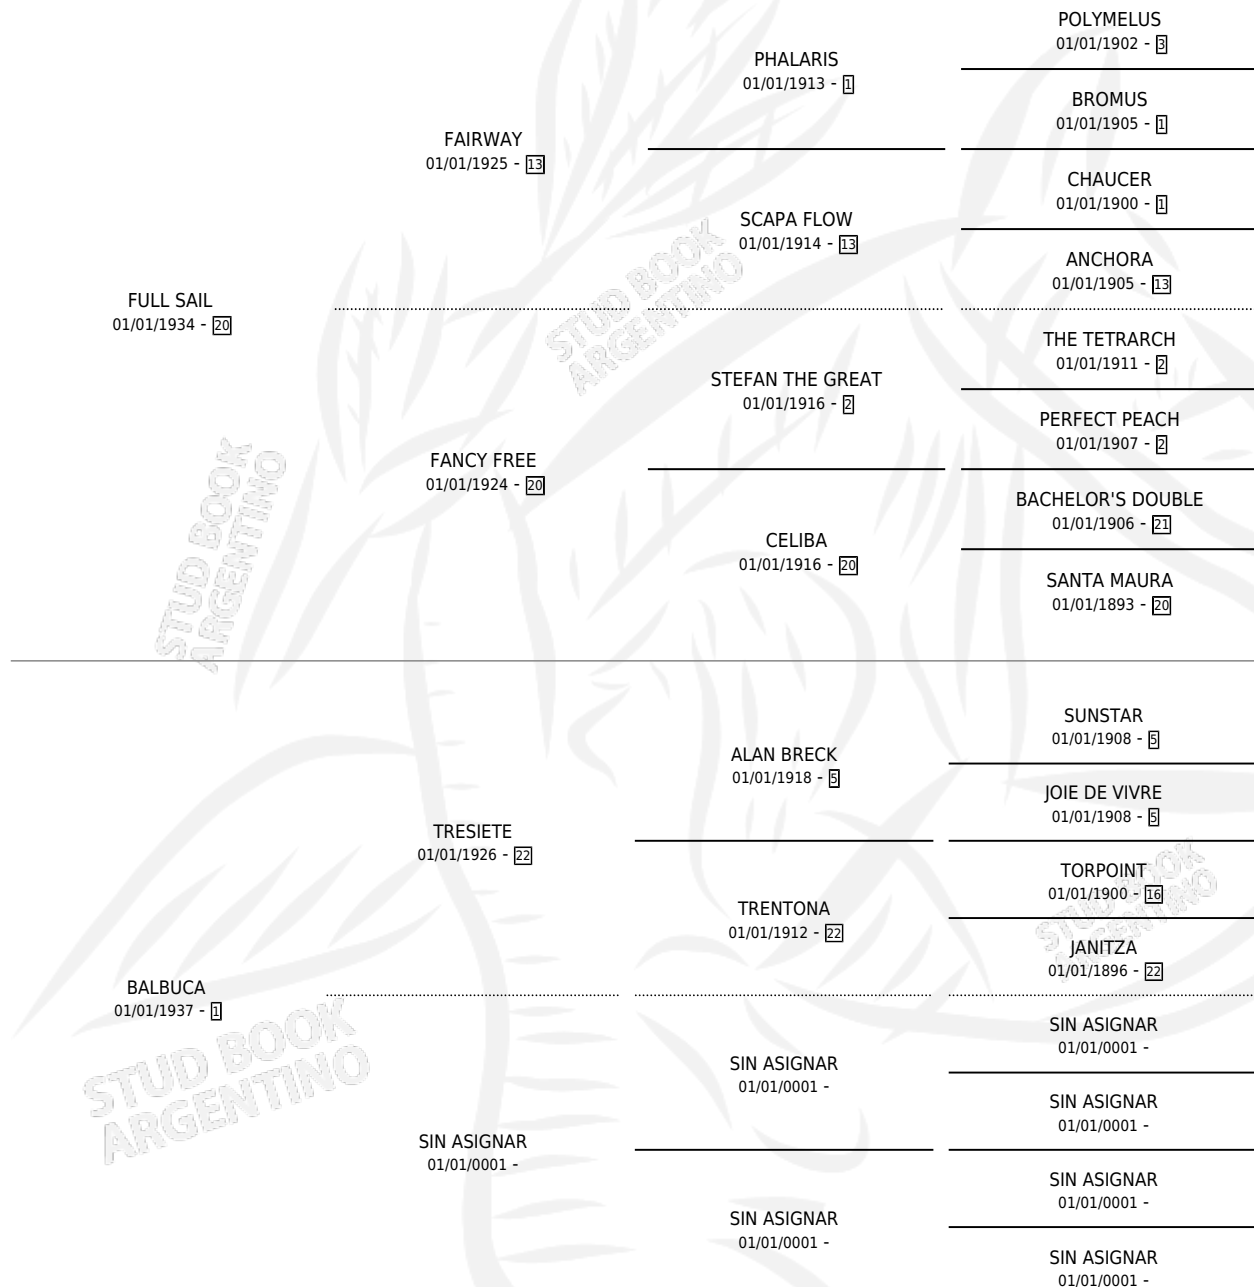 POLYMELUS
01/01/1902 - 3
PHALARIS
01/01/1913 - 1
BROMUS
01/01/1905 - 1
FAIRWAY
01/01/1925 - 13
CHAUCER
01/01/1900 - 1
SCAPA FLOW
01/01/1914 - 13
ANCHORA
01/01/1905 - 13
FULL SAIL
01/01/1934 - 20
THE TETRARCH
01/01/1911 - 2
STEFAN THE GREAT
01/01/1916 - 2
PERFECT PEACH
01/01/1907 - 2
FANCY FREE
01/01/1924 - 20
BACHELOR'S DOUBLE
01/01/1906 - 21
CELIBA
01/01/1916 - 20
SANTA MAURA
01/01/1893 - 20
SUNSTAR
01/01/1908 - 5
ALAN BRECK
01/01/1918 - 5
JOIE DE VIVRE
01/01/1908 - 5
TRESIETE
01/01/1926 - 22
TORPOINT
01/01/1900 - 16
TRENTONA
01/01/1912 - 22
JANITZA
01/01/1896 - 22
BALBUCA
01/01/1937 - 1
SIN ASIGNAR
01/01/0001 -
SIN ASIGNAR
01/01/0001 -
SIN ASIGNAR
01/01/0001 -
SIN ASIGNAR
01/01/0001 -
SIN ASIGNAR
01/01/0001 -
SIN ASIGNAR
01/01/0001 -
SIN ASIGNAR
01/01/0001 -
STUD BOOK
ARGENTINO
STUD BOOK
ARGENTINO
STUD BOOK
ARGENTINO
STUD BOOK
ARGENTINO